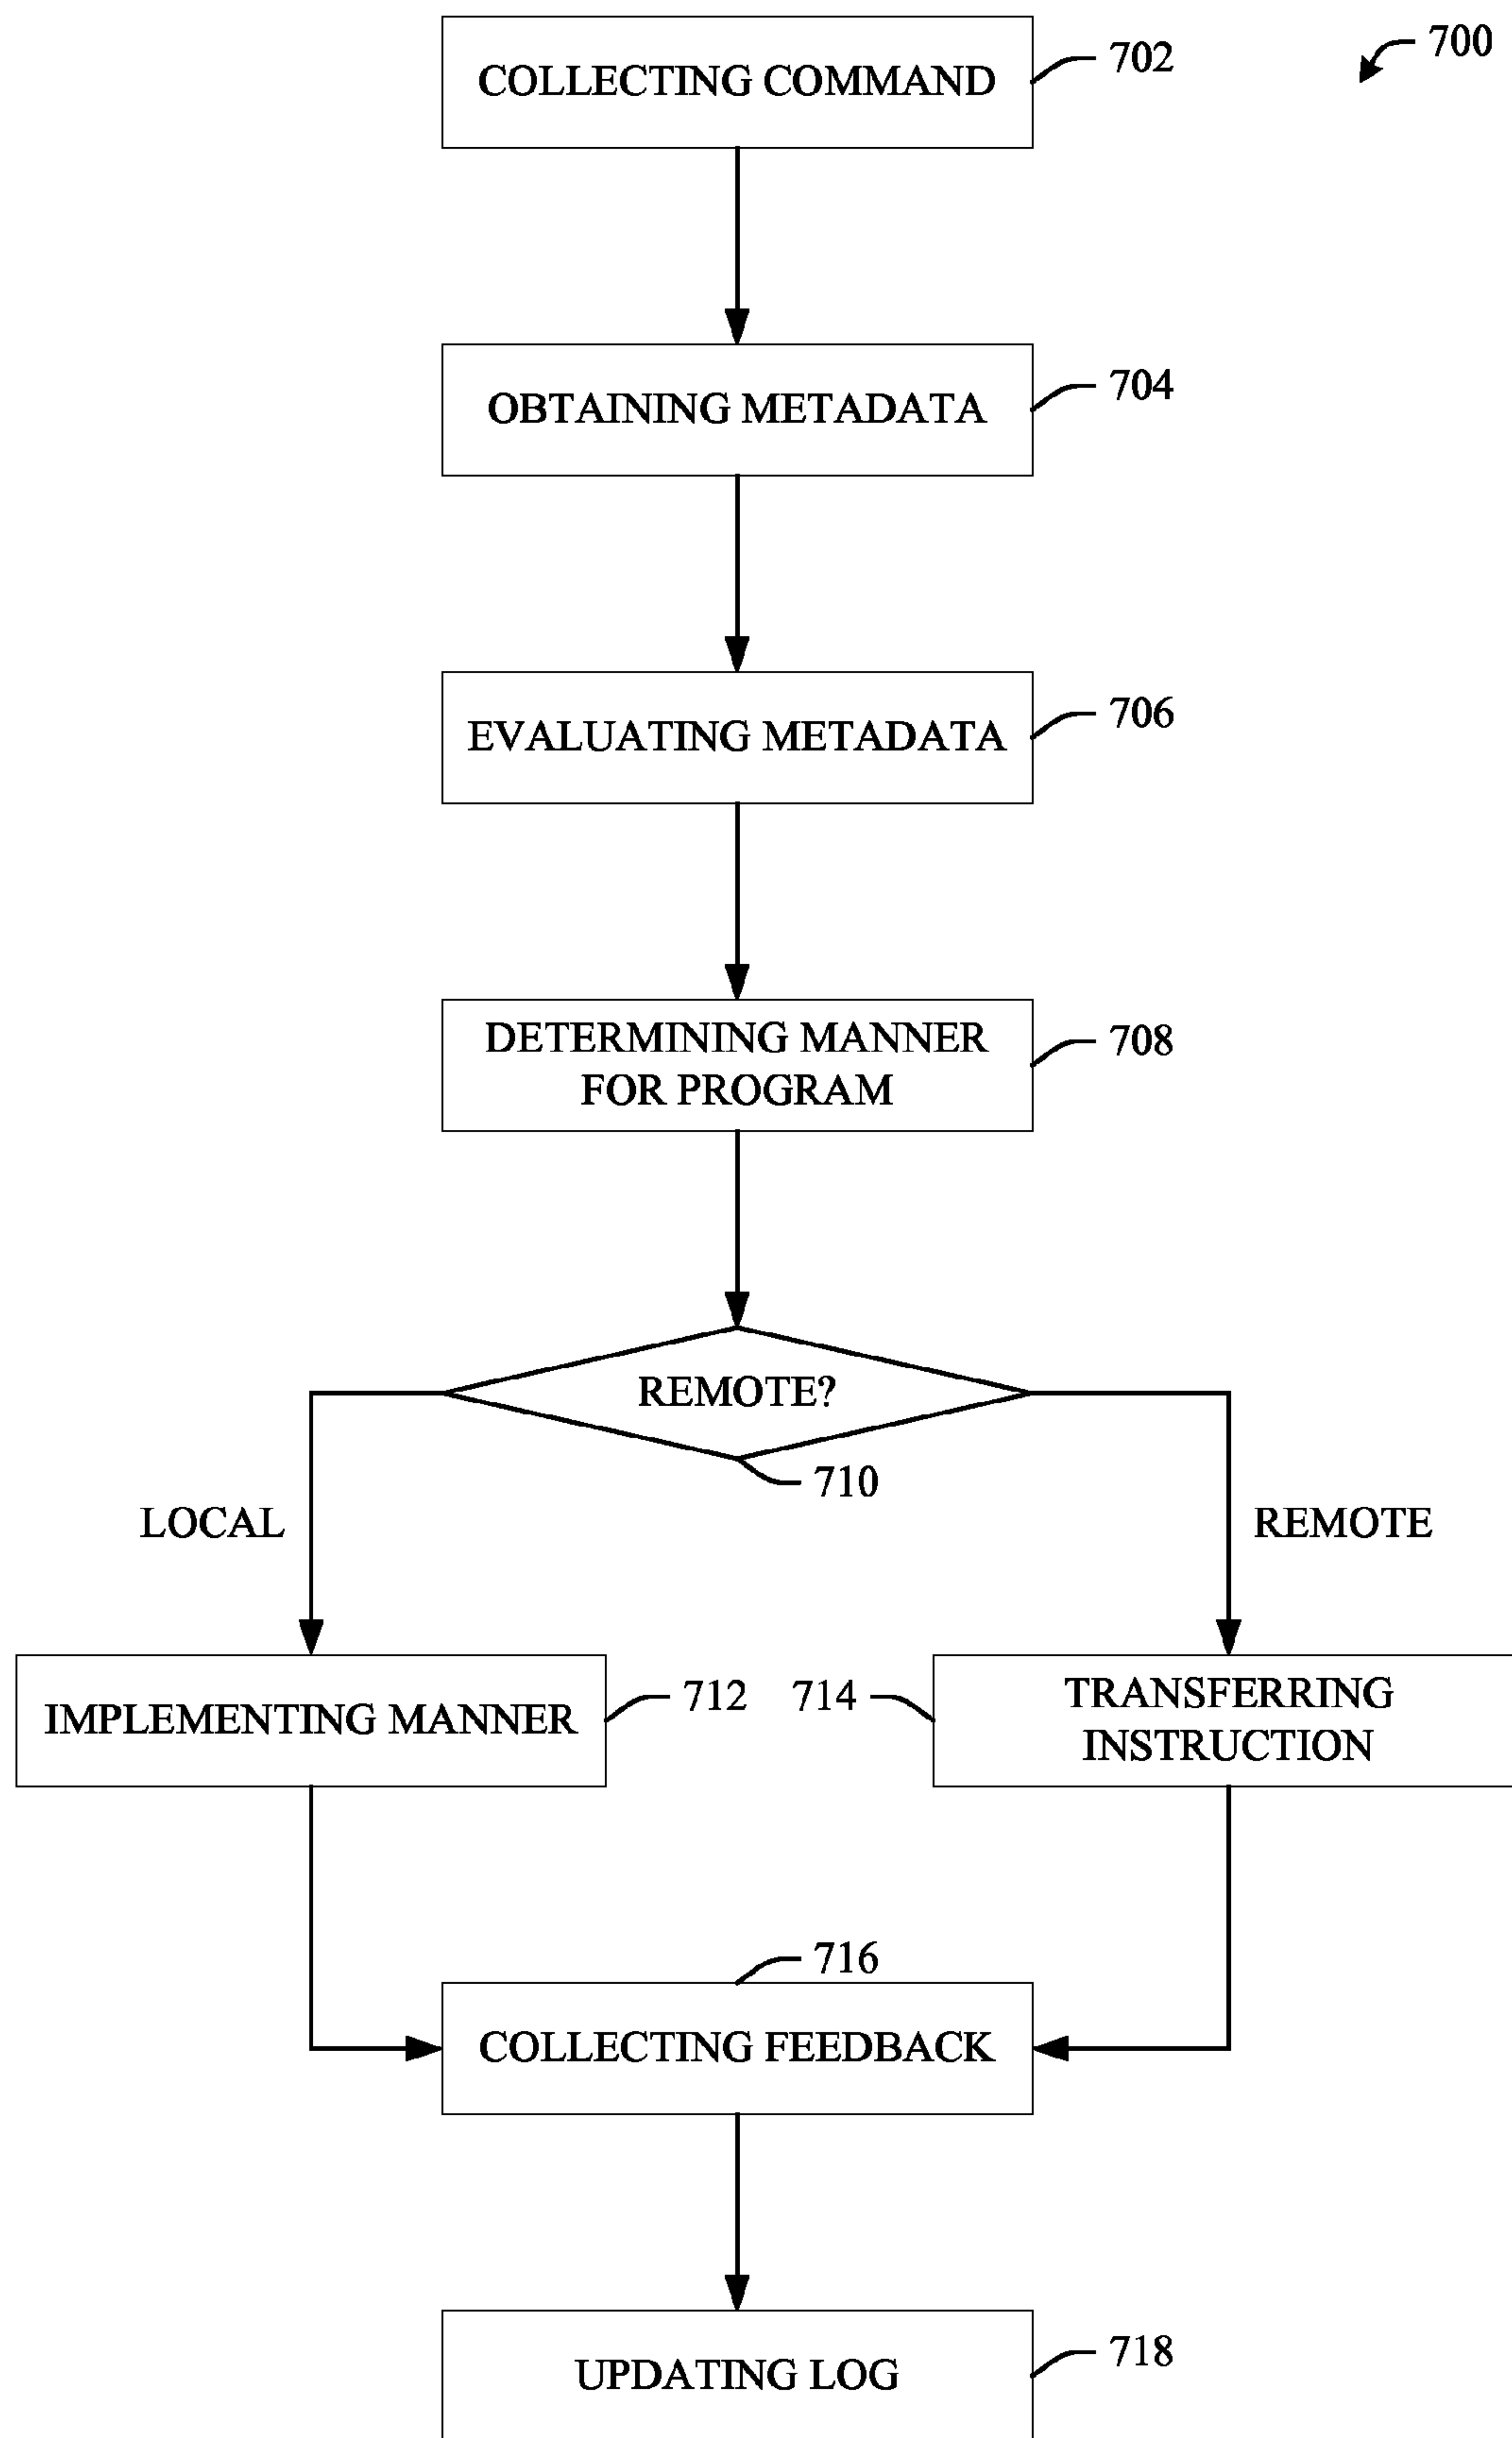 COLLECTING COMMAND
702
700
OBTAINING METADATA
704
EVALUATING METADATA
706
DETERMINING MANNER
FOR PROGRAM
708
REMOTE?
710
LOCAL
REMOTE
IMPLEMENTING MANNER
712
714
TRANSFERRING
INSTRUCTION
716
COLLECTING FEEDBACK
UPDATING LOG
718